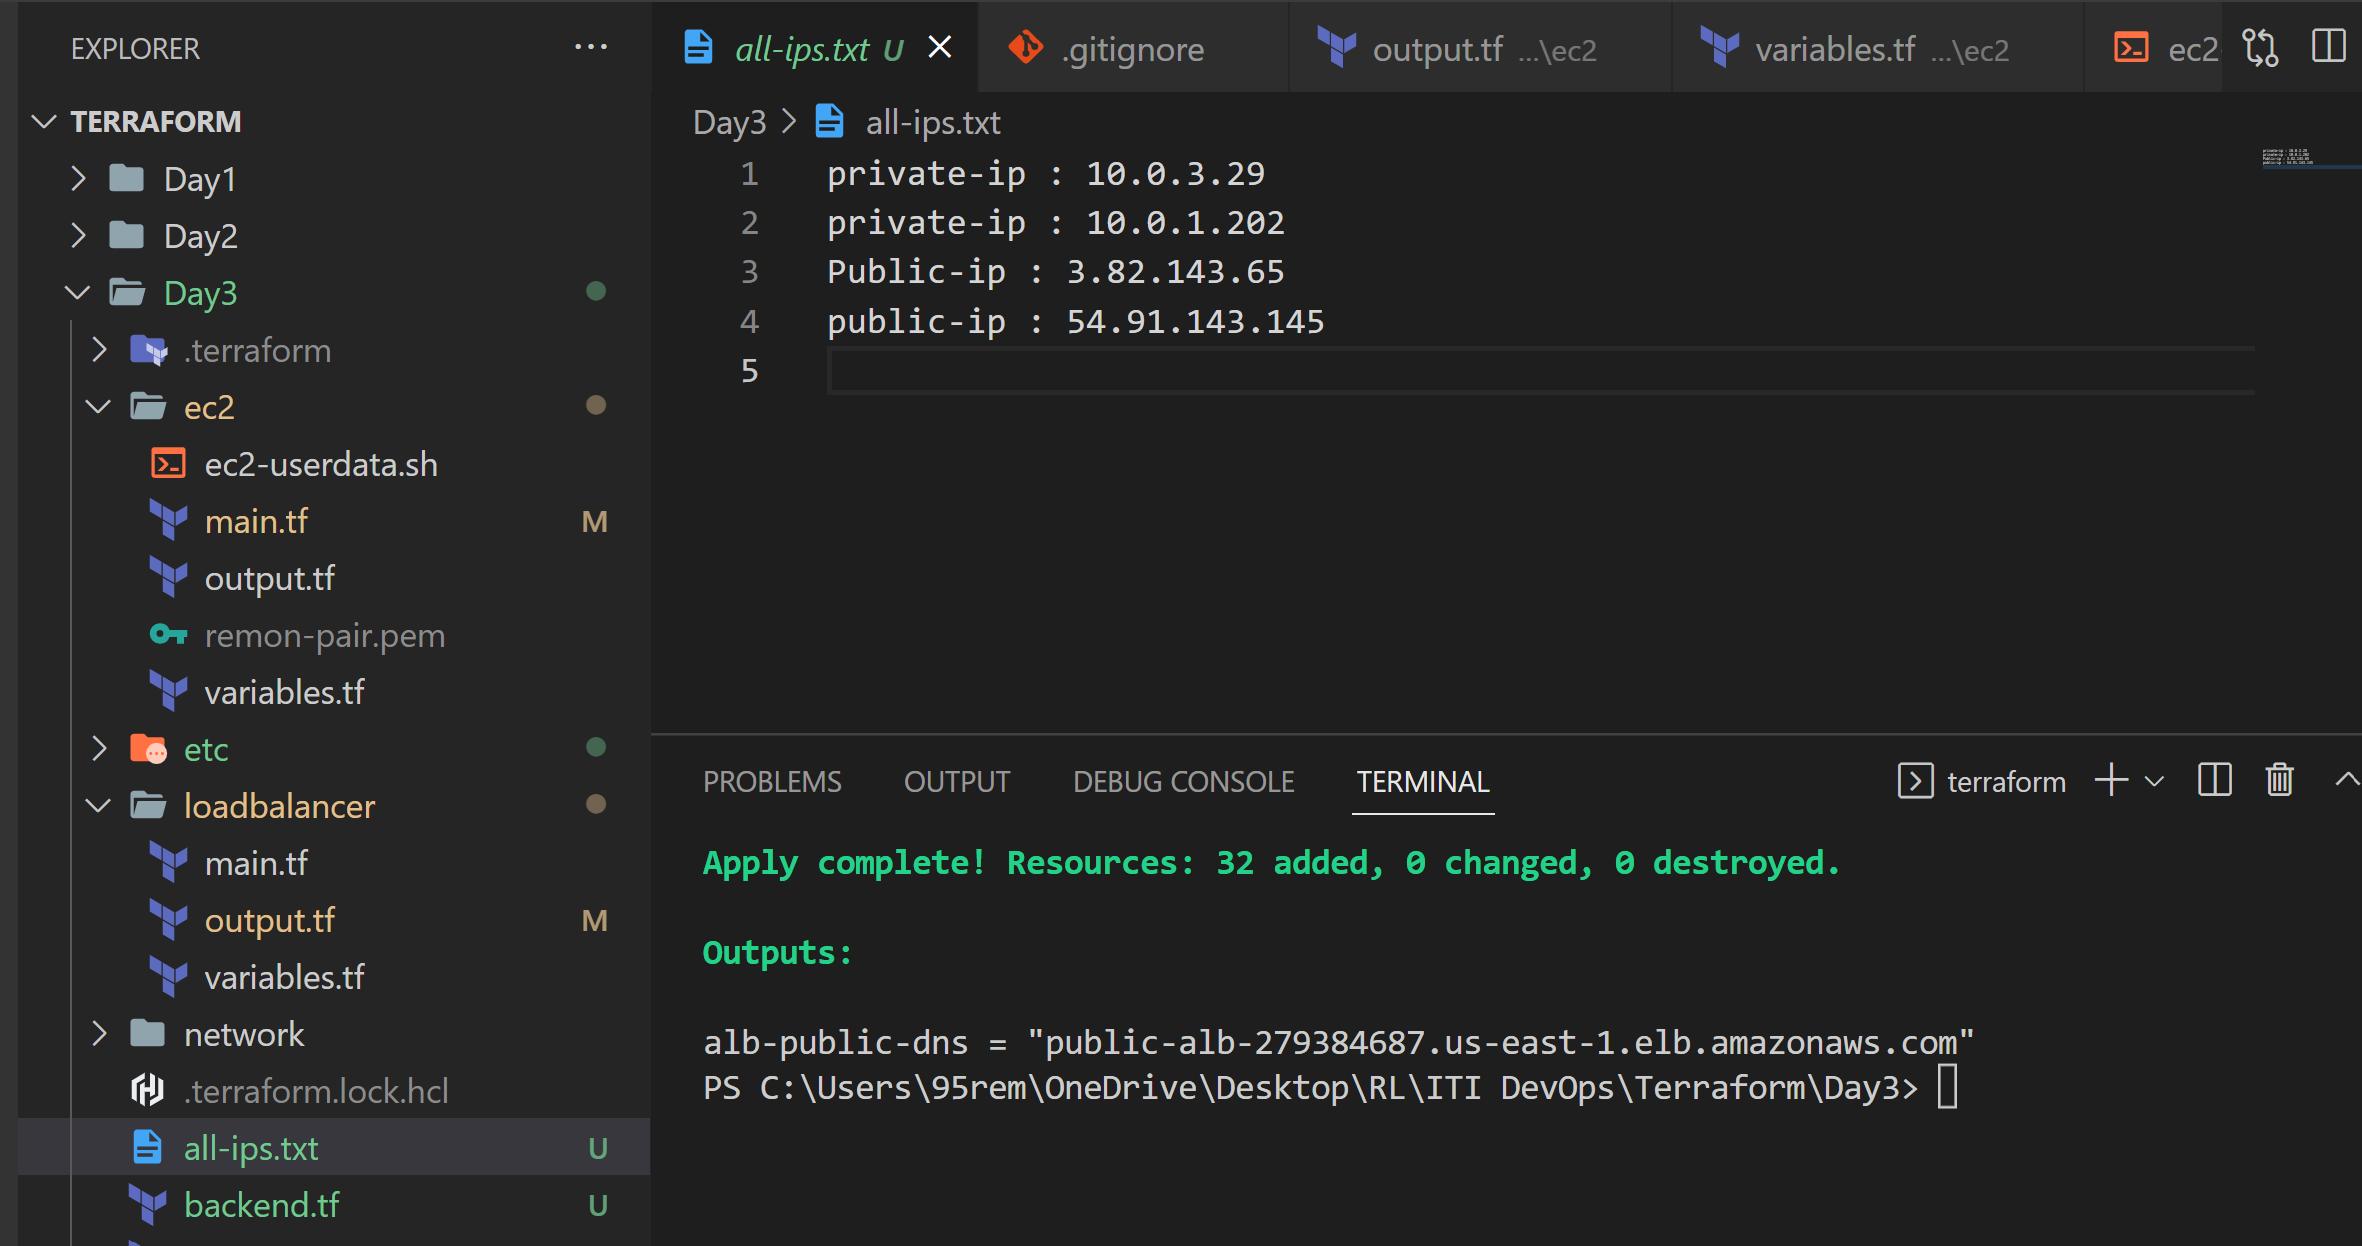 EXPLORER
TERRAFORM
Day1
Day2
Day3
.terraform
ec2
ec2-userdata.sh
main.tf M
output.tf
remon-pair.pem
variables.tf
etc
loadbalancer
main.tf
output.tf M
variables.tf
network
.terraform.lock.hcl
all-ips.txt U
backend.tf U
all-ips.txt U .gitignore output.tf ...\ec2 variables.tf ...\ec2 ec2
Day3 > all-ips.txt
1 private-ip : 10.0.3.29
2 private-ip : 10.0.1.202
3 Public-ip : 3.82.143.65
4 public-ip : 54.91.143.145
5
PROBLEMS OUTPUT DEBUG CONSOLE TERMINAL terraform
Apply complete! Resources: 32 added, 0 changed, 0 destroyed.
Outputs:
alb-public-dns = "public-alb-279384687.us-east-1.elb.amazonaws.com"
PS C:\Users\95rem\OneDrive\Desktop\RL\ITI DevOps\Terraform\Day3>